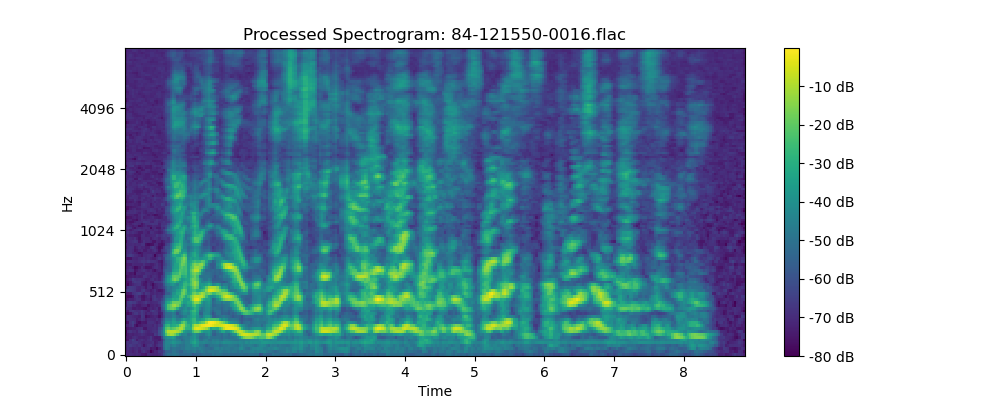 Processed Spectrogram: 84-121550-0016.flac
Hz
4096
2048
1024
512
0
0 1 2 3 4 5 6 7 8
Time
-10 dB
-20 dB
-30 dB
-40 dB
-50 dB
-60 dB
-70 dB
-80 dB